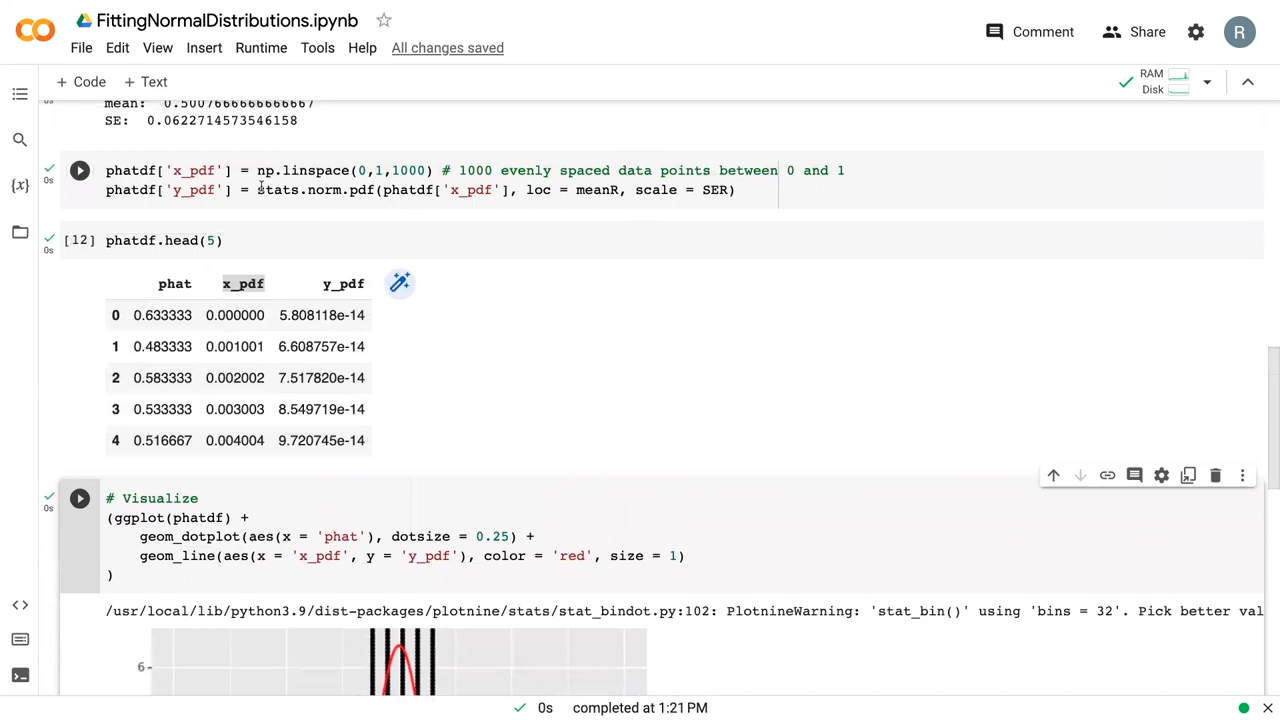 FittingNormalDistributions.ipynb
File Edit View Insert Runtime Tools Help All changes saved
Comment
Share
R
+ Code + Text
RAM
Disk
mean: 0.5007666666666667
SE: 0.0622714573546158
0s
phatdf['x_pdf'] = np.linspace(0,1,1000) # 1000 evenly spaced data points between 0 and 1
phatdf['y_pdf'] = stats.norm.pdf(phatdf['x_pdf'], loc = meanR, scale = SER)
0s
[12] phatdf.head(5)
0s
phat x_pdf y_pdf
0 0.633333 0.000000 5.808118e-14
1 0.483333 0.001001 6.608757e-14
2 0.583333 0.002002 7.517820e-14
3 0.533333 0.003003 8.549719e-14
4 0.516667 0.004004 9.720745e-14
0s
# Visualize
(ggplot(phatdf) +
geom_dotplot(aes(x = 'phat'), dotsize = 0.25) +
geom_line(aes(x = 'x_pdf', y = 'y_pdf'), color = 'red', size = 1)
)
/usr/local/lib/python3.9/dist-packages/plotnine/stats/stat_bindot.py:102: PlotnineWarning: 'stat_bin()' using 'bins = 32'. Pick better val
6
0s completed at 1:21 PM